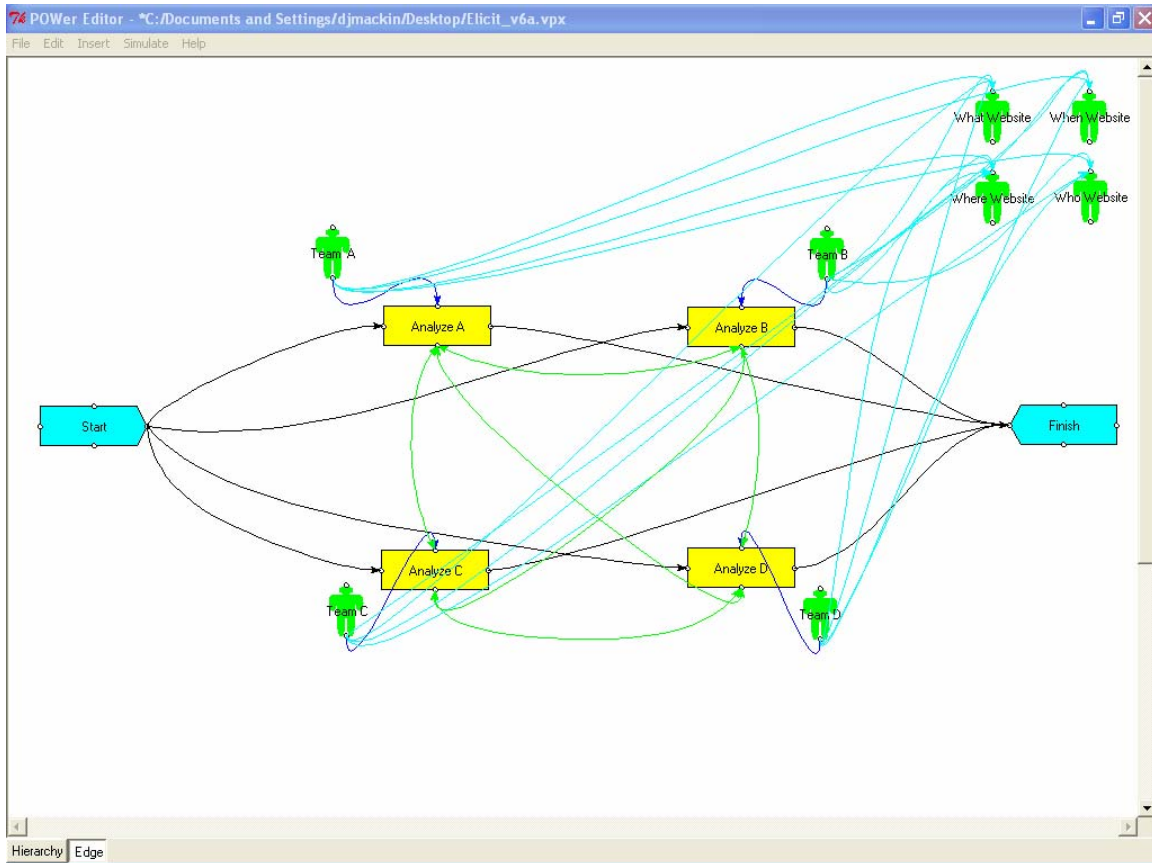 7% POWer Editor - *C:/Documents and Settings/djmackin/Desktop/Elicit_v6a.vpx
File Edit Insert Simulate Help
What Website
When Website
Where Website
Who Website
Team A
Team B
Analyze A
Analyze B
Start
Finish
Analyze C
Analyze D
Team C
Team D
Hierarchy Edge